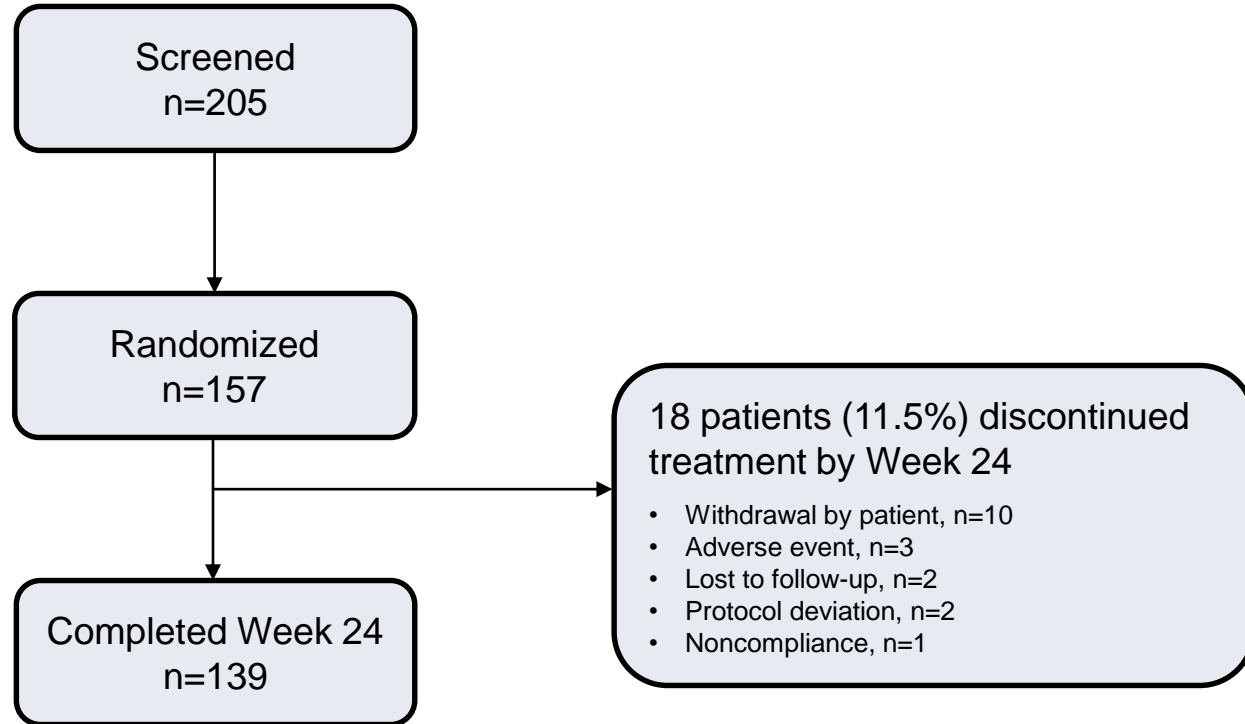 Screened
n=205
Randomized
n=157
18 patients (11.5%) discontinued
treatment by Week 24
• Withdrawal by patient, n=10
• Adverse event, n=3
• Lost to follow-up, n=2
• Protocol deviation, n=2
• Noncompliance, n=1
Completed Week 24
n=139